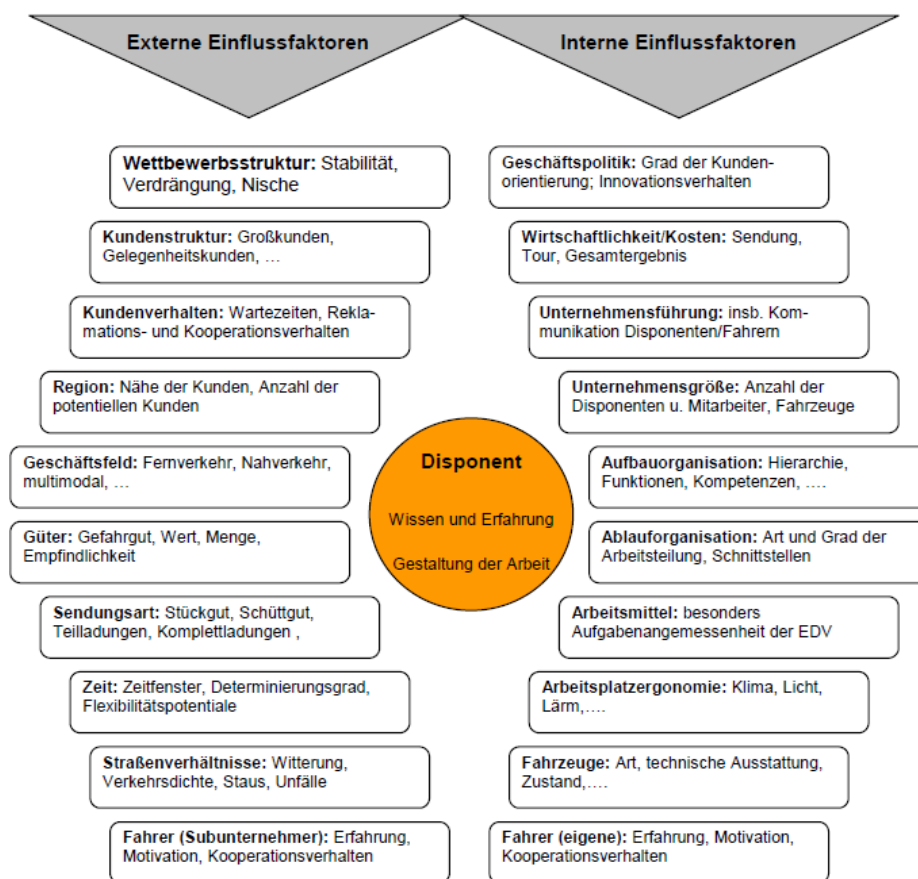 Externe Einflussfaktoren
Interne Einflussfaktoren
Wettbewerbsstruktur: Stabilität,
Verdrängung, Nische
Geschäftspolitik: Grad der Kunden-
orientierung; Innovationsverhalten
Kundenstruktur: Großkunden,
Gelegenheitskunden, …
Wirtschaftlichkeit/Kosten: Sendung,
Tour, Gesamtergebnis
Kundenverhalten: Wartezeiten, Rekla-
mations- und Kooperationsverhalten
Unternehmensführung: insb. Kom-
munikation Disponenten/Fahrern
Region: Nähe der Kunden, Anzahl der
potentiellen Kunden
Unternehmensgröße: Anzahl der
Disponenten u. Mitarbeiter, Fahrzeuge
Geschäftsfeld: Fernverkehr, Nahverkehr,
multimodal, …
Disponent
Wissen und Erfahrung
Gestaltung der Arbeit
Aufbauorganisation: Hierarchie,
Funktionen, Kompetenzen, ….
Güter: Gefahrgut, Wert, Menge,
Empfindlichkeit
Ablauforganisation: Art und Grad der
Arbeitsteilung, Schnittstellen
Sendungsart: Stückgut, Schüttgut,
Teilladungen, Komplettladungen ,
Arbeitsmittel: besonders
Aufgabenangemessenheit der EDV
Zeit: Zeitfenster, Determinierungsgrad,
Flexibilitätspotentiale
Arbeitsplatzergonomie: Klima, Licht,
Lärm,….
Straßenverhältnisse: Witterung,
Verkehrsdichte, Staus, Unfälle
Fahrzeuge: Art, technische Ausstattung,
Zustand,….
Fahrer (Subunternehmer): Erfahrung,
Motivation, Kooperationsverhalten
Fahrer (eigene): Erfahrung, Motivation,
Kooperationsverhalten